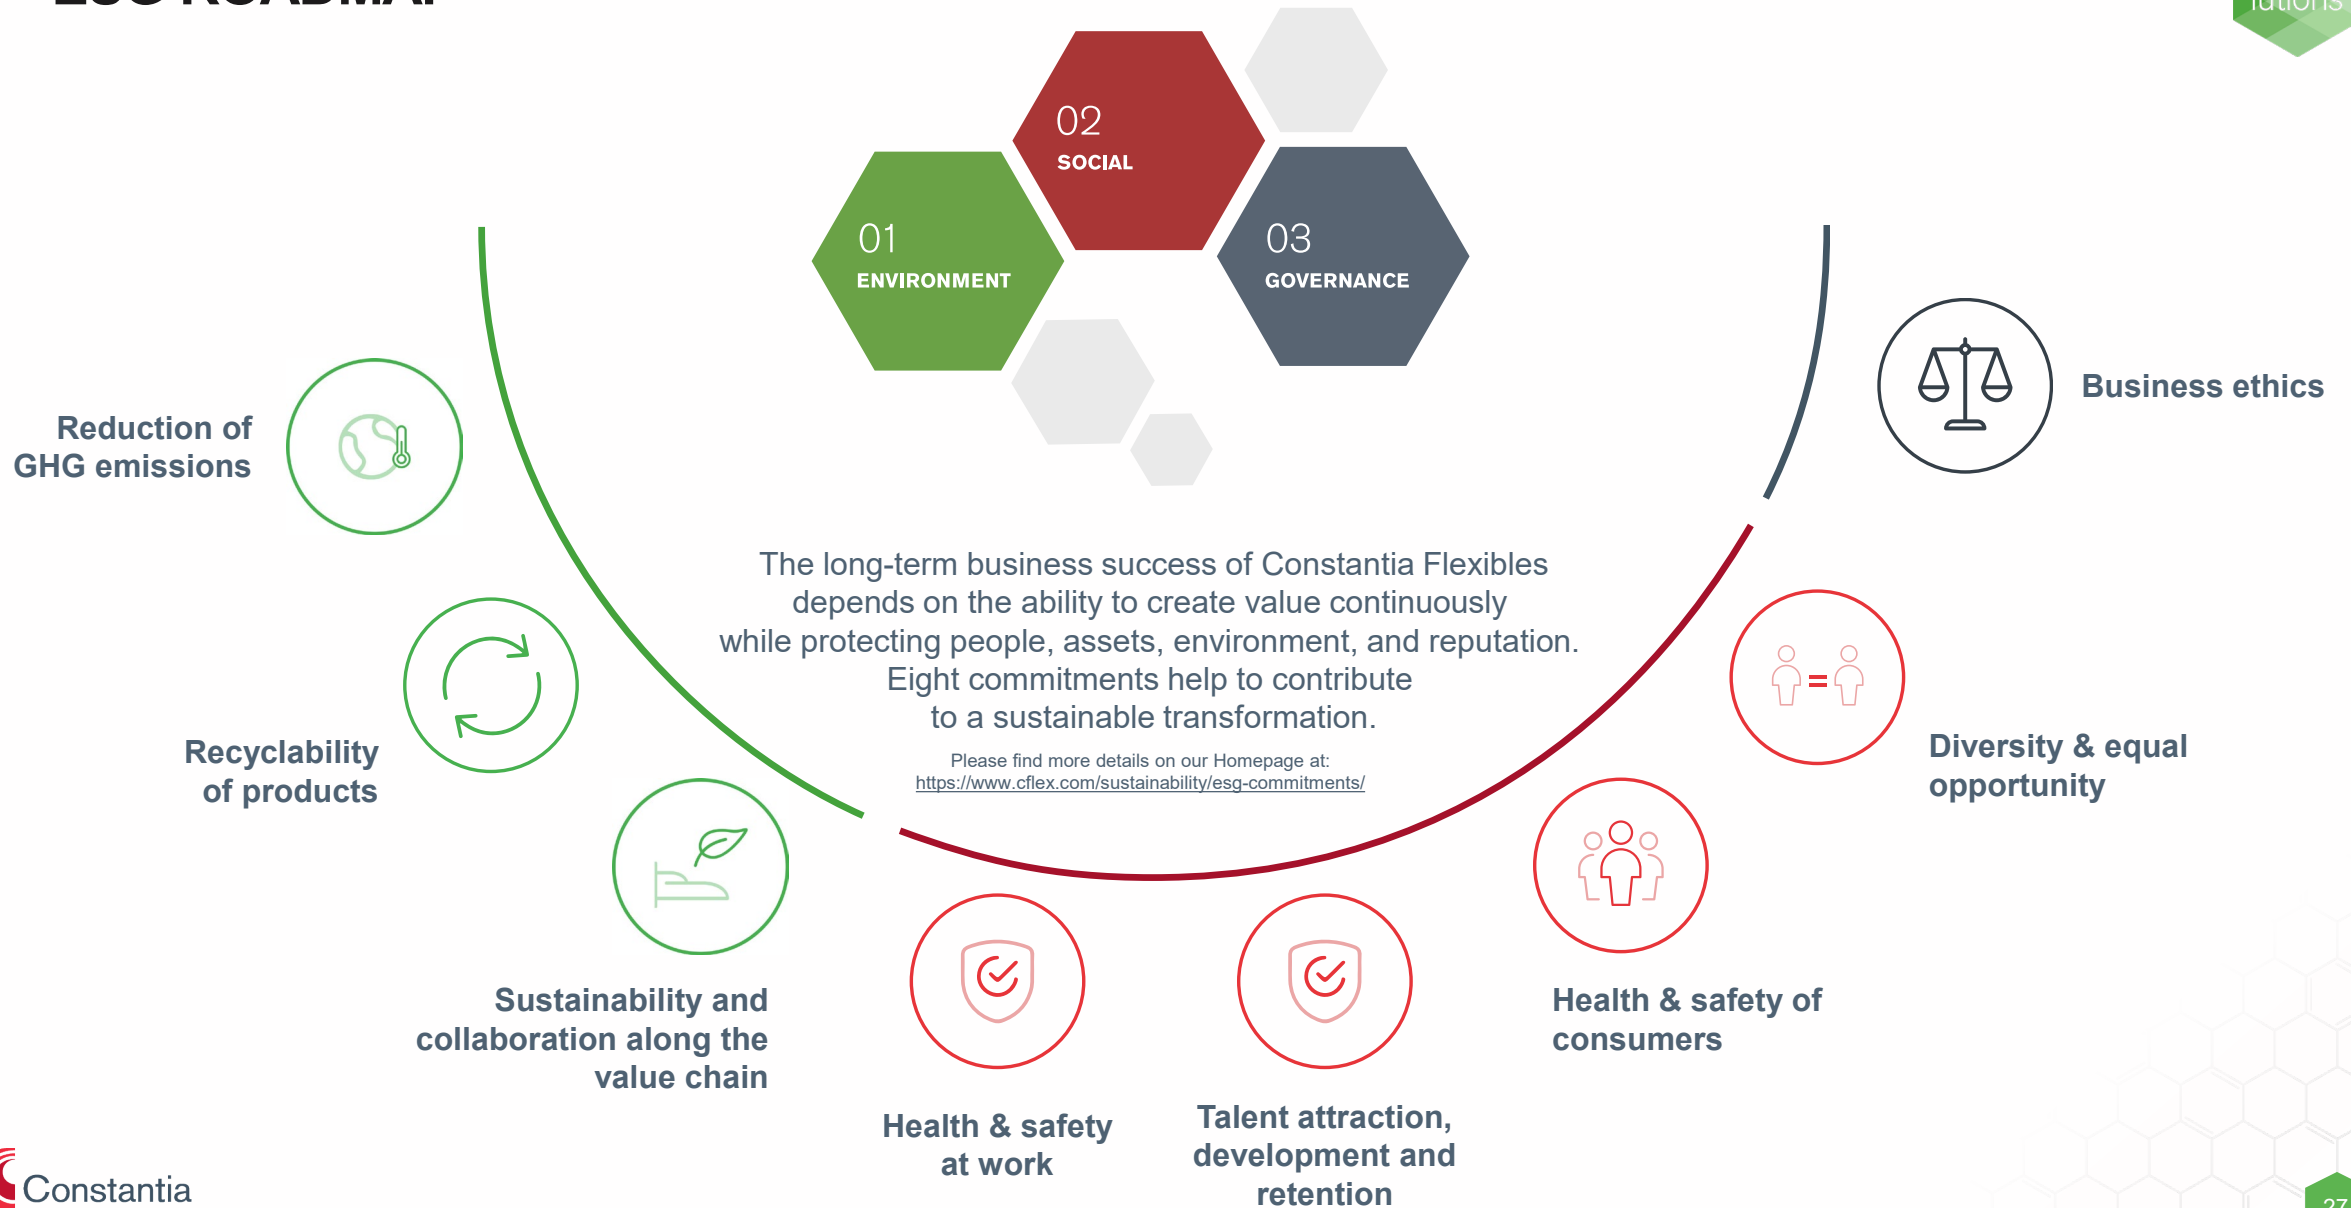 ESG ROADMAP
lutions
02
SOCIAL
01
ENVIRONMENT
03
GOVERNANCE
Business ethics
Reduction of
GHG emissions
The long-term business success of Constantia Flexibles
depends on the ability to create value continuously
while protecting people, assets, environment, and reputation.
Eight commitments help to contribute
to a sustainable transformation.
Please find more details on our Homepage at:
https://www.cflex.com/sustainability/esg-commitments/
Recyclability
of products
Diversity & equal
opportunity
Sustainability and
collaboration along the
value chain
Health & safety of
consumers
Health & safety
at work
Talent attraction,
development and
retention
Constantia
27